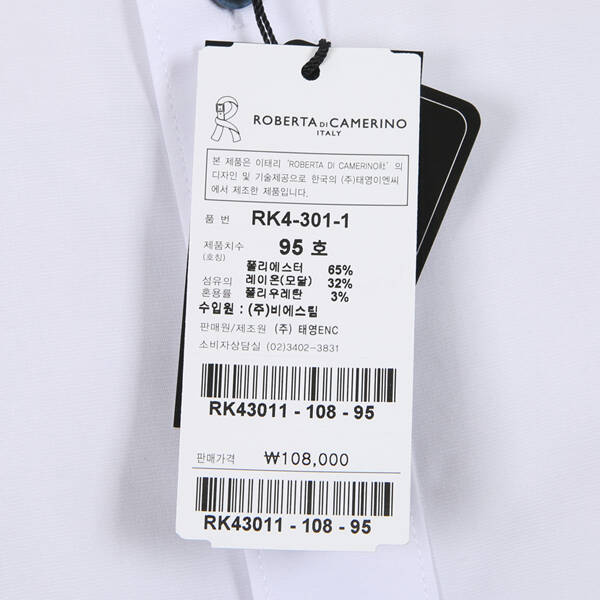 ROBERTA DI CAMERINO
ITALY
본 제품은 이태리 'ROBERTA DI CAMERINO社'의
디자인 및 기술제공으로 한국의 (주)태영이엔씨
에서 제조한 제품입니다.
품 번 RK4-301-1
제품치수 95 호
(호칭)
폴리에스터 65%
섬유의 레이온(모달) 32%
혼용률 폴리우레탄 3%
수입원 : (주)비에스팀
판매원/제조원 (주) 태영ENC
소비자상담실 (02)3402-3831
RK43011 - 108 - 95
판매가격 ₩108,000
RK43011 - 108 - 95